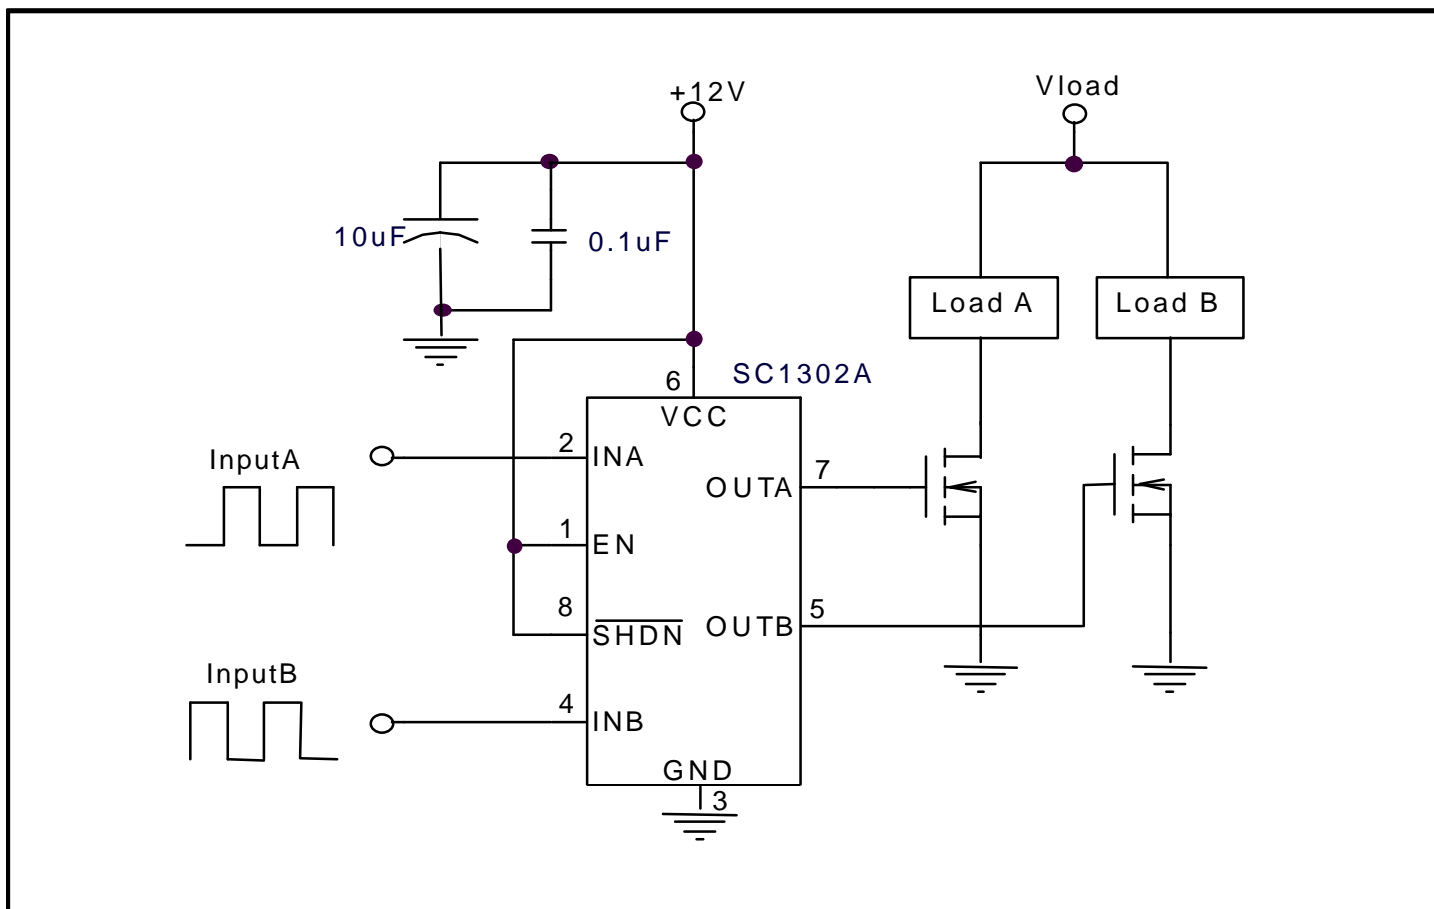 +12V
Vload
10uF
0.1uF
Load A
Load B
SC1302A
6
VCC
InputA
2
INA
OUTA
7
1
EN
8
SHDN
OUTB
5
InputB
4
INB
GND
3